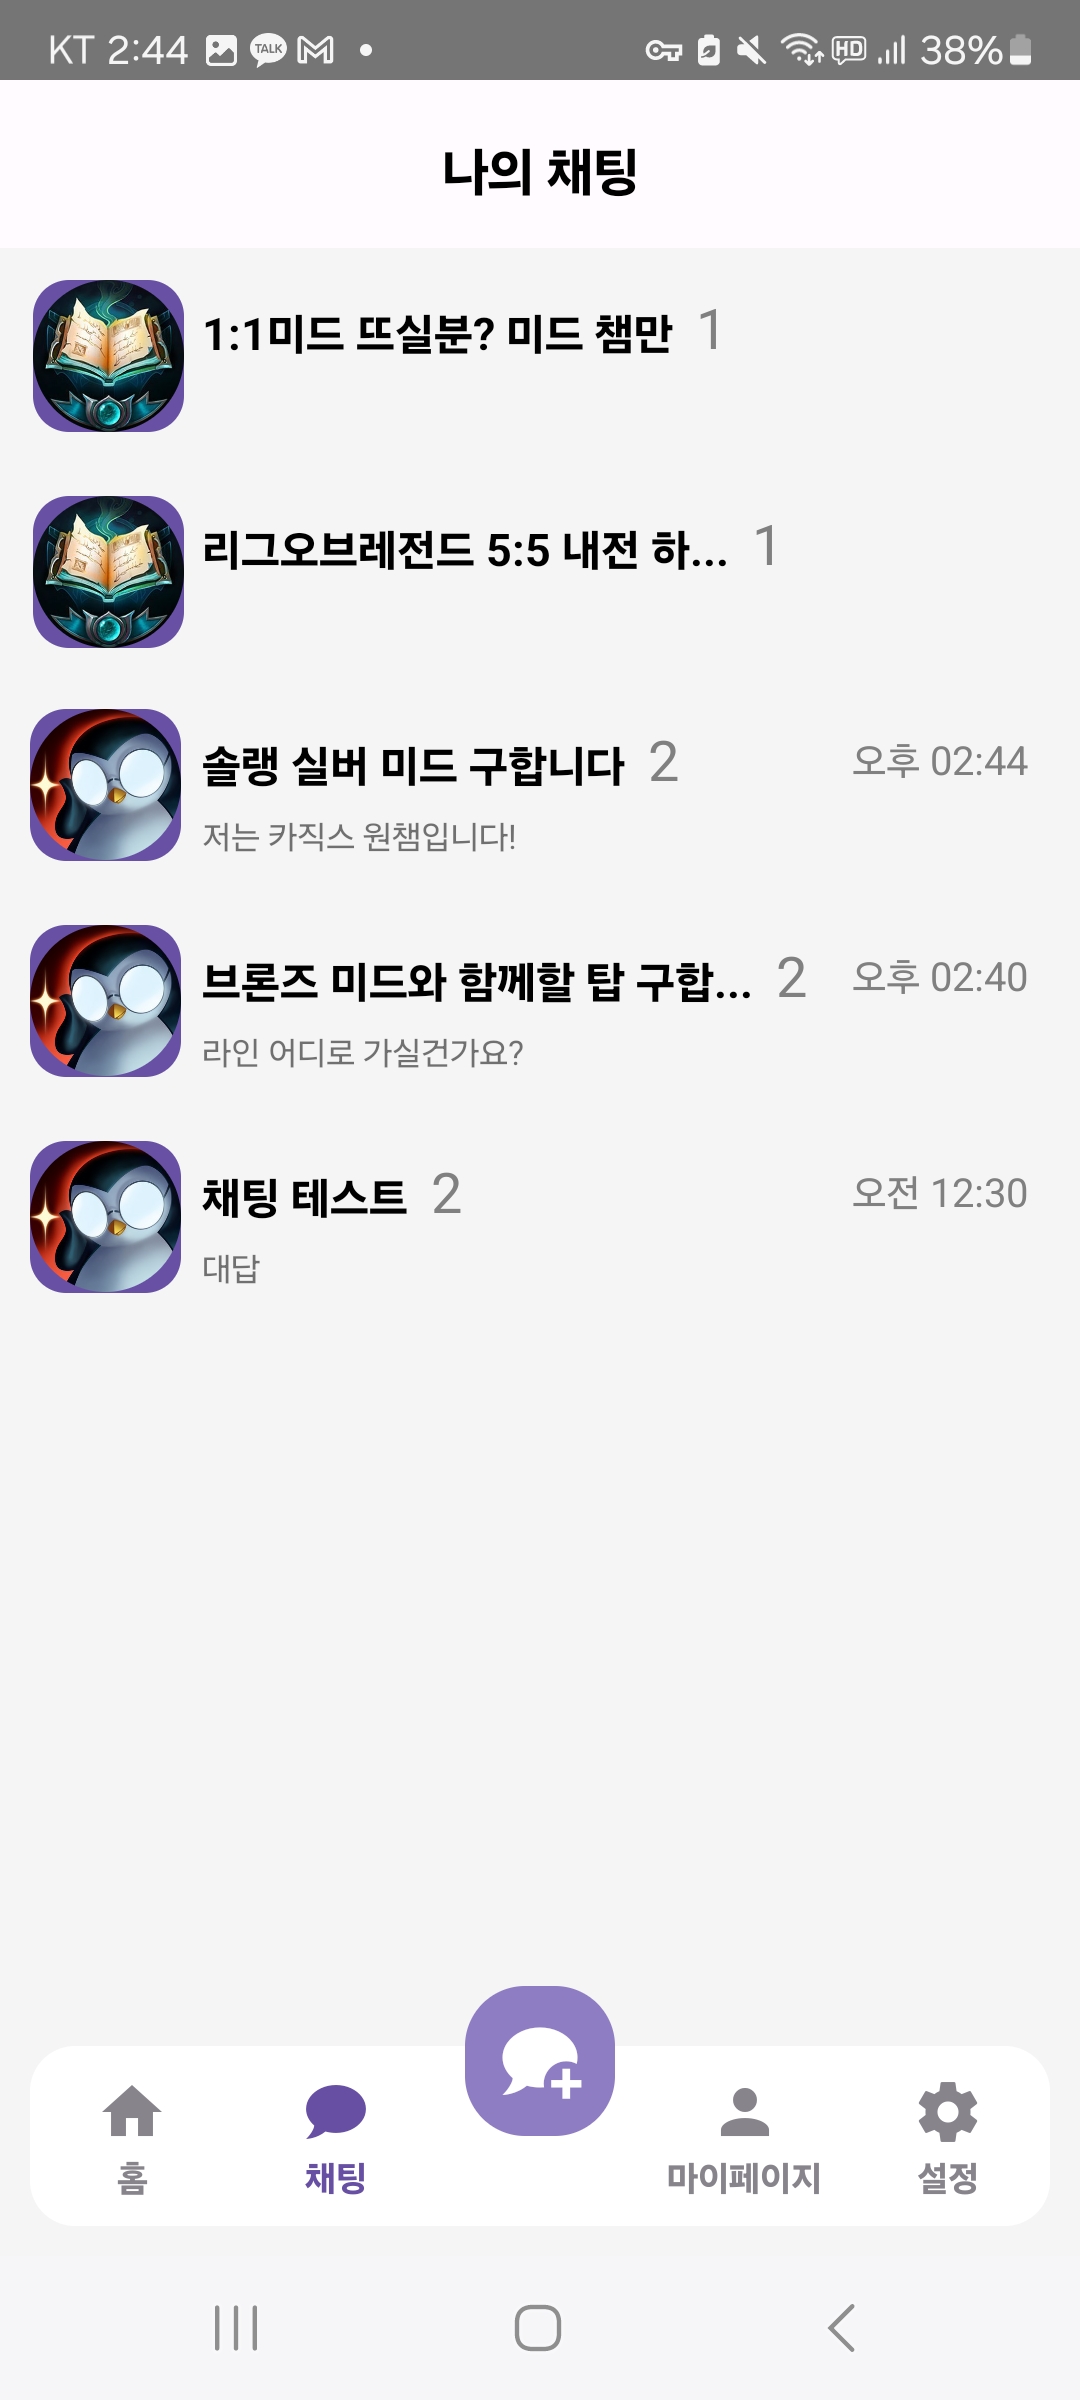 KT 2:44 TALK HD 38%
나의 채팅
1:1미드 뜨실분? 미드 챔만 1
리그오브레전드 5:5 내전 하... 1
솔랭 실버 미드 구합니다 2 오후 02:44
저는 카직스 원챔입니다!
브론즈 미드와 함께할 탑 구합... 2 오후 02:40
라인 어디로 가실건가요?
채팅 테스트 2 오전 12:30
대답
홈 채팅 마이페이지 설정